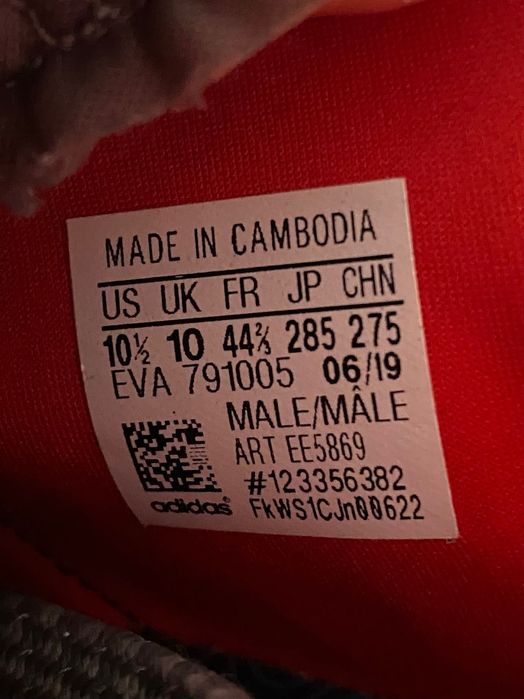 MADE IN CAMBODIA
US UK FR JP CHN
10½ 10 44⅔ 285 275
EVA 791005 06/19
MALE/MÂLE
ART EE5869
#123356382
adidas FkWS1CJn00622